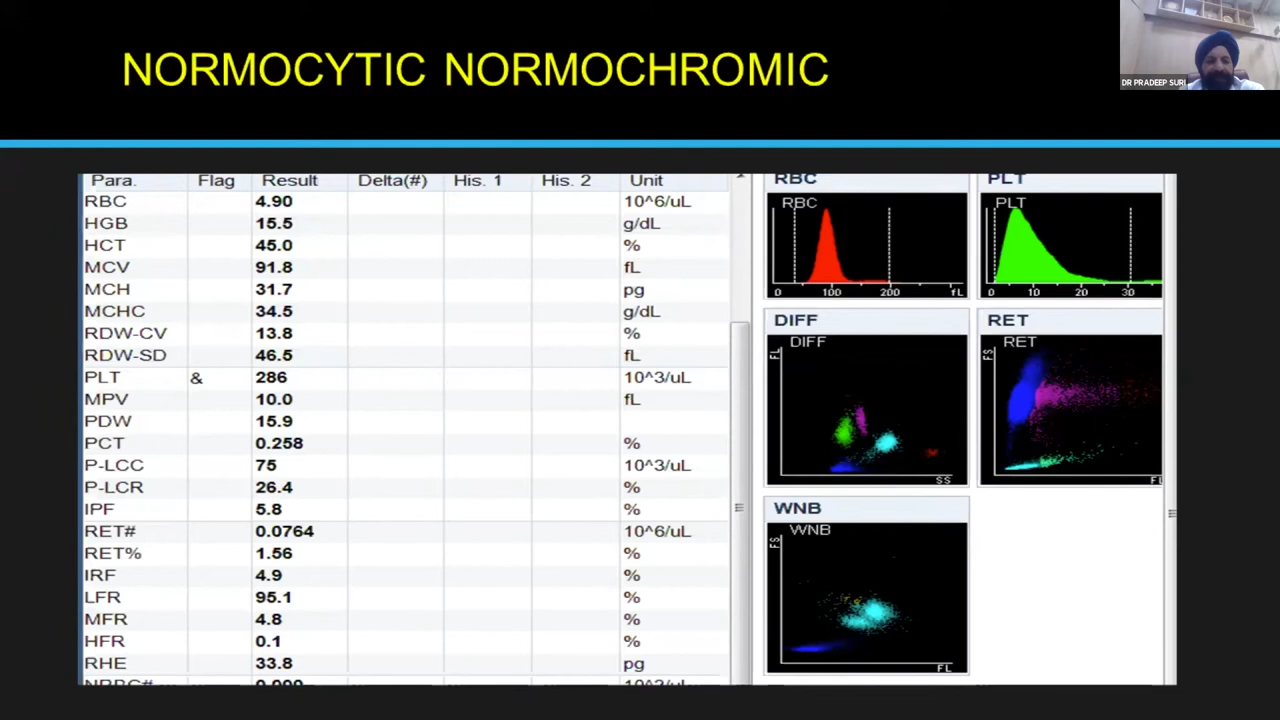 NORMOCYTIC NORMOCHROMIC
DR PRADEEP SURI
Para. Flag Result Delta(#) His. 1 His. 2 Unit
RBC 4.90 10^6/uL
HGB 15.5 g/dL
HCT 45.0 %
MCV 91.8 fL
MCH 31.7 pg
MCHC 34.5 g/dL
RDW-CV 13.8 %
RDW-SD 46.5 fL
PLT & 286 10^3/uL
MPV 10.0 fL
PDW 15.9
PCT 0.258 %
P-LCC 75 10^3/uL
P-LCR 26.4 %
IPF 5.8 %
RET# 0.0764 10^6/uL
RET% 1.56 %
IRF 4.9 %
LFR 95.1 %
MFR 4.8 %
HFR 0.1 %
RHE 33.8 pg
NRBC# 0.000 10^3/uL
RBC
RBC
0 100 200 fL
PLT
PLT
0 10 20 30
DIFF
DIFF
FL
SS
RET
RET
FS
FL
WNB
WNB
FS
FL